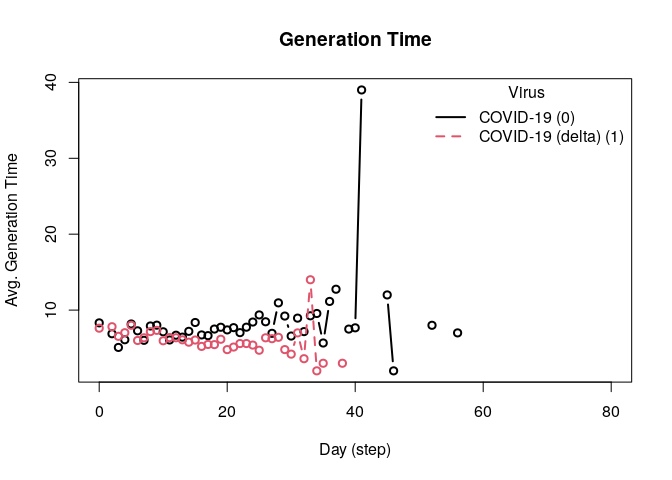 Generation Time
Virus
COVID-19 (0)
COVID-19 (delta) (1)
Avg. Generation Time
40
30
20
10
0 20 40 60 80
Day (step)